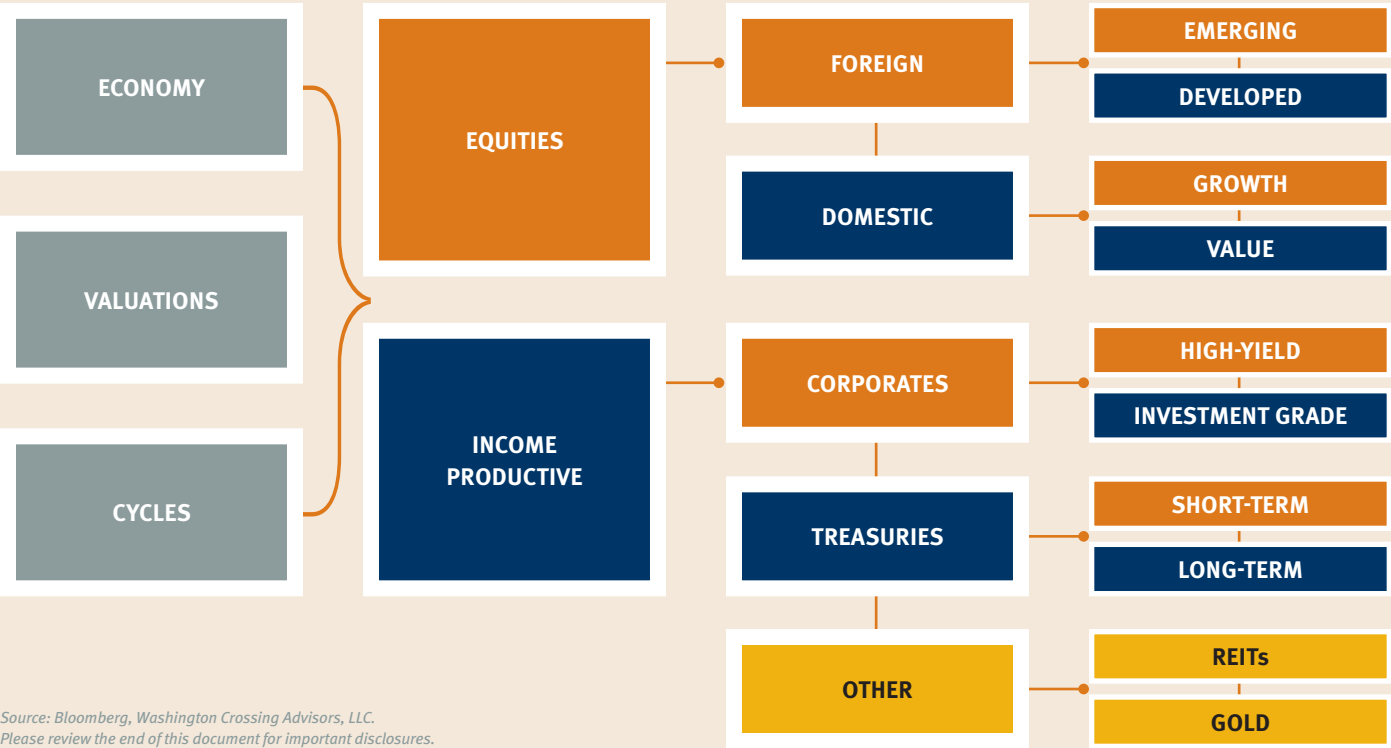 ECONOMY
VALUATIONS
CYCLES
EQUITIES
INCOME
PRODUCTIVE
FOREIGN
DOMESTIC
CORPORATES
TREASURIES
OTHER
EMERGING
DEVELOPED
GROWTH
VALUE
HIGH-YIELD
INVESTMENT GRADE
SHORT-TERM
LONG-TERM
REITs
GOLD
Source: Bloomberg, Washington Crossing Advisors, LLC.
Please review the end of this document for important disclosures.